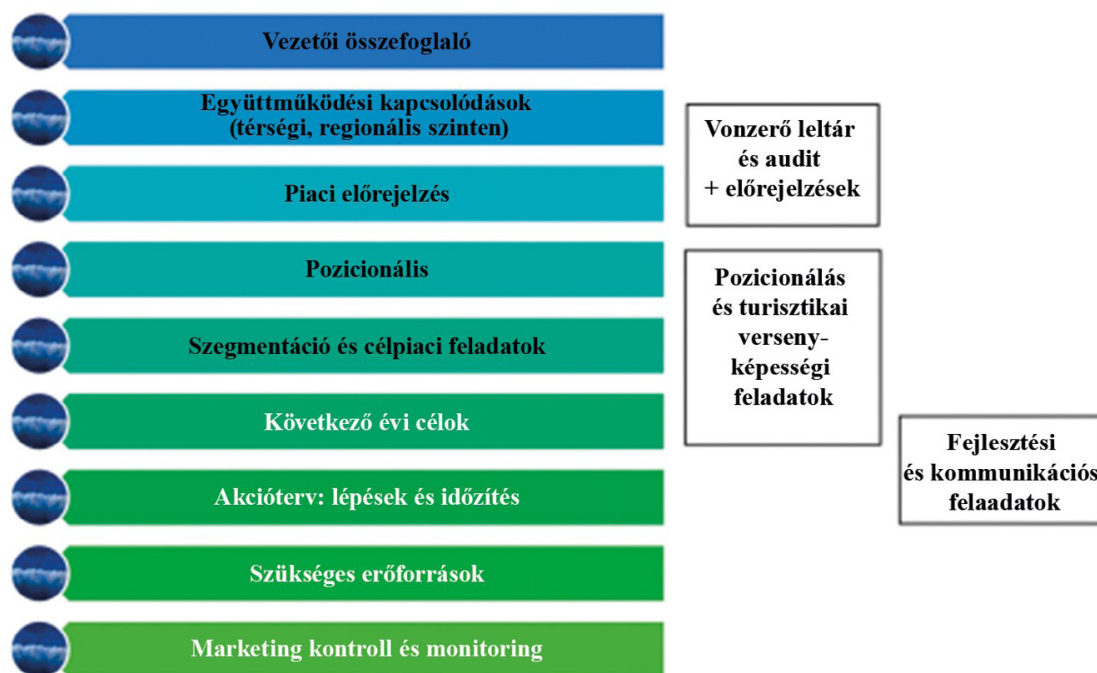 Vezetői összefoglaló
Együttműködési kapcsolódások
(térségi, regionális szinten)
Piaci előrejelzés
Pozicionális
Szegmentáció és célpiaci feladatok
Következő évi célok
Akcióterv: lépések és időzítés
Szükséges erőforrások
Marketing kontroll és monitoring
Vonzerő leltár
és audit
+ előrejelzések
Pozicionálás
és turisztikai
verseny-
képességi
feladatok
Fejlesztési
és kommunikációs
felaadatok